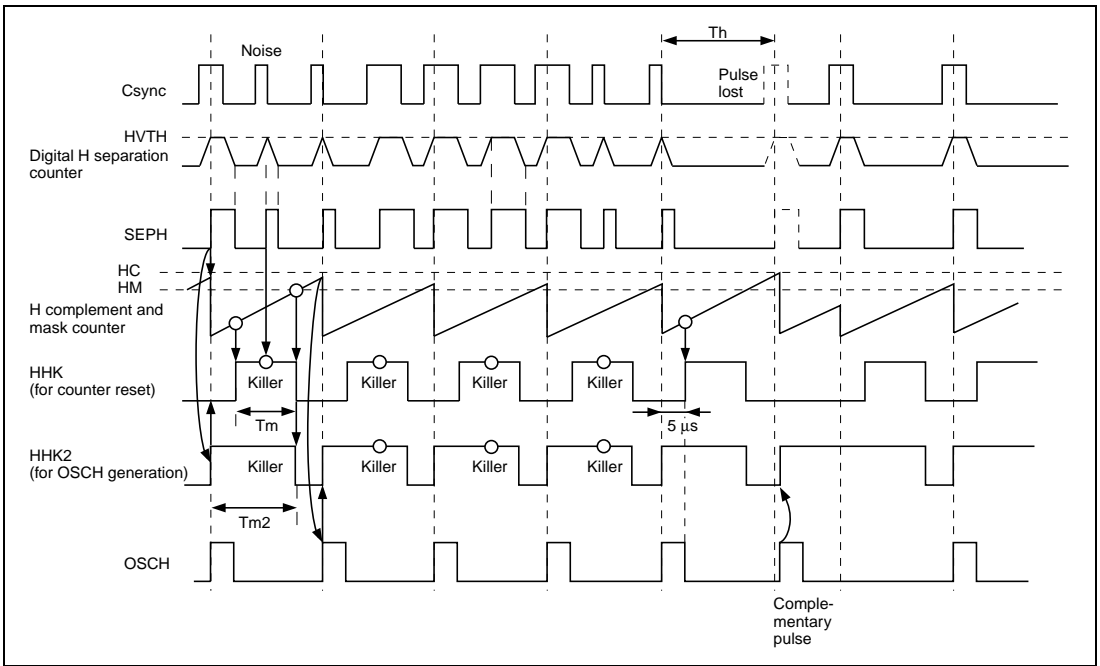 Th
Noise
Pulse
lost
Csync
HVTH
Digital H separation
counter
SEPH
HC
HM
H complement and
mask counter
HHK
(for counter reset)
Killer
Killer
Killer
Killer
Tm
5 µs
HHK2
(for OSCH generation)
Killer
Killer
Killer
Killer
Tm2
OSCH
Comple-
mentary
pulse